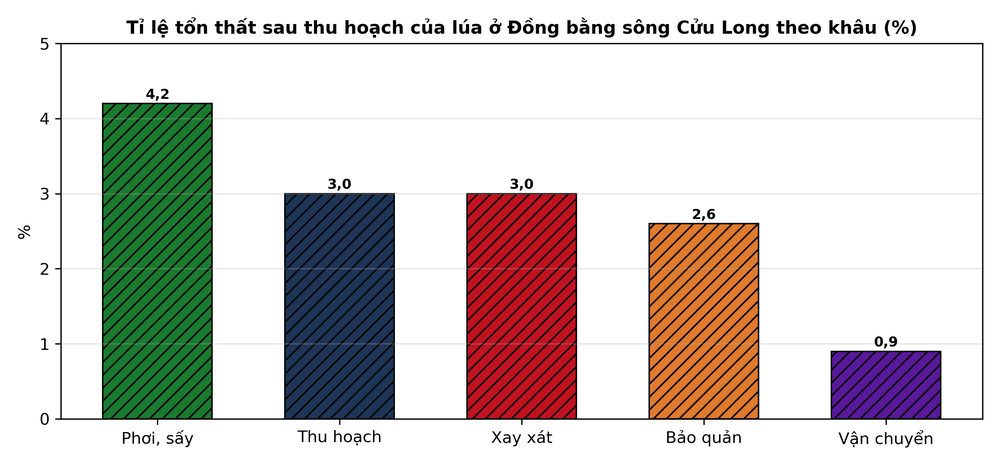 Tỉ lệ tổn thất sau thu hoạch của lúa ở Đồng bằng sông Cửu Long theo khâu (%)
%
5
4
3
2
1
0
4,2
3,0
3,0
2,6
0,9
Phơi, sấy
Thu hoạch
Xay xát
Bảo quản
Vận chuyển